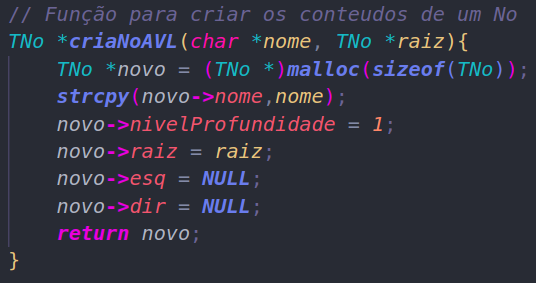 // Função para criar os conteudos de um No
TNo *criaNoAVL(char *nome, TNo *raiz){
    TNo *novo = (TNo *)malloc(sizeof(TNo));
    strcpy(novo->nome,nome);
    novo->nivelProfundidade = 1;
    novo->raiz = raiz;
    novo->esq = NULL;
    novo->dir = NULL;
    return novo;
}